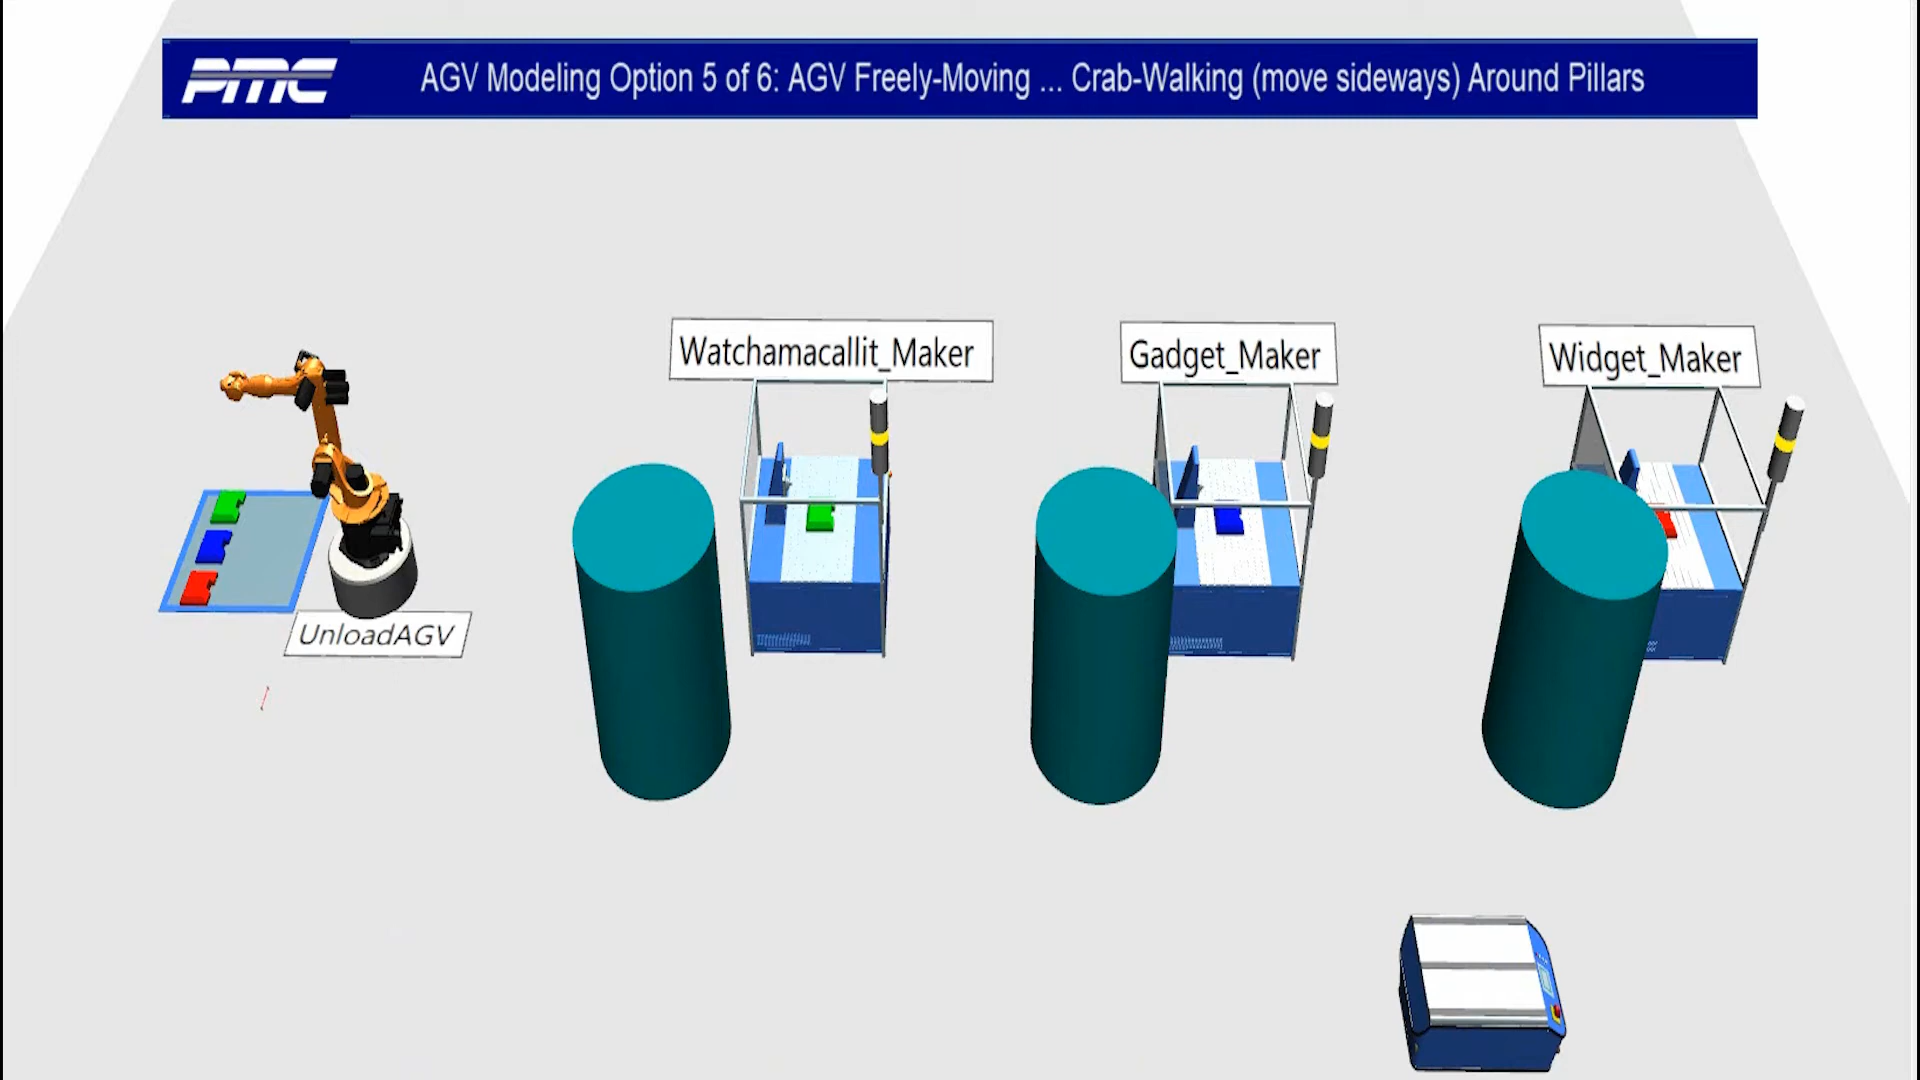 PMC AGV Modeling Option 5 of 6: AGV Freely-Moving ... Crab-Walking (move sideways) Around Pillars
Watchamacallit_Maker
Gadget_Maker
Widget_Maker
UnloadAGV